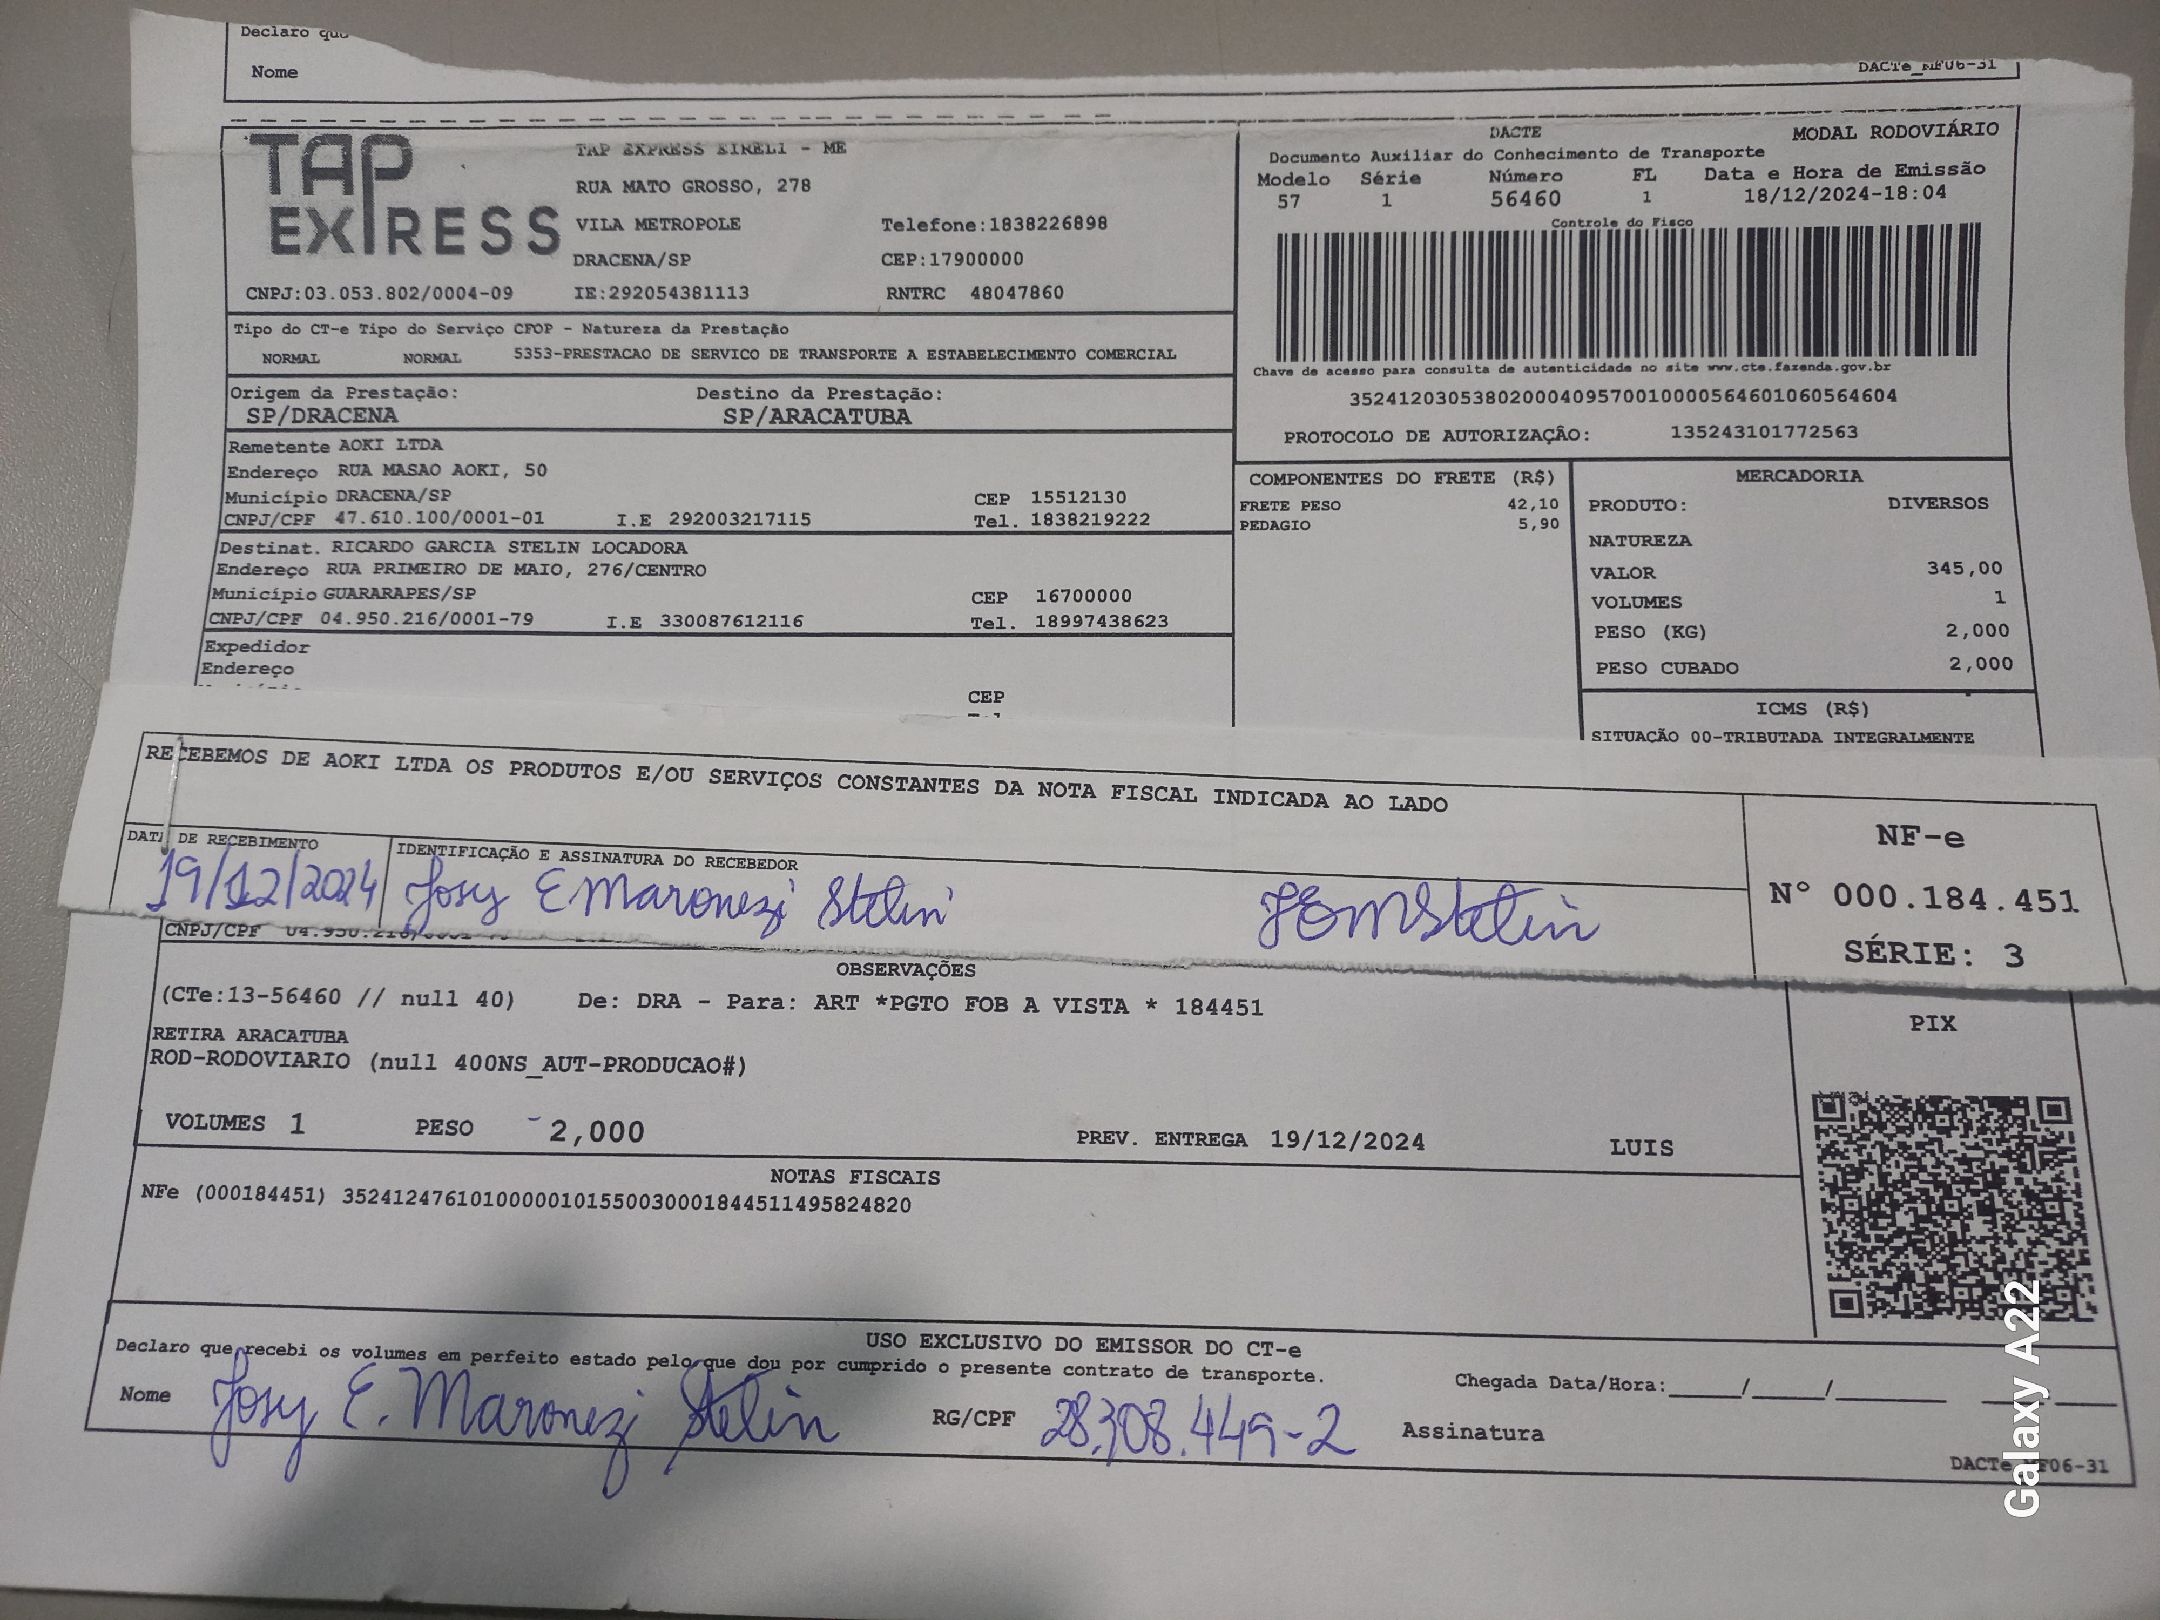 Declaro que
Nome
DACTe_NF06-31
TAP EXPRESS
TAP EXPRESS EIRELI - ME
RUA MATO GROSSO, 278
VILA METROPOLE Telefone:1838226898
DRACENA/SP CEP:17900000
CNPJ:03.053.802/0004-09 IE:292054381113 RNTRC 48047860
DACTE MODAL RODOVIÁRIO
Documento Auxiliar do Conhecimento de Transporte
Modelo Série Número FL Data e Hora de Emissão
57 1 56460 1 18/12/2024-18:04
Controle do Fisco
Chave de acesso para consulta de autenticidade no site www.cte.fazenda.gov.br
35241203053802000409570010000564601060564604
PROTOCOLO DE AUTORIZAÇÃO: 135243101772563
Tipo do CT-e Tipo do Serviço CFOP - Natureza da Prestação
NORMAL NORMAL 5353-PRESTACAO DE SERVICO DE TRANSPORTE A ESTABELECIMENTO COMERCIAL
Origem da Prestação: Destino da Prestação:
SP/DRACENA SP/ARACATUBA
Remetente AOKI LTDA
Endereço RUA MASAO AOKI, 50
Município DRACENA/SP CEP 15512130
CNPJ/CPF 47.610.100/0001-01 I.E 292003217115 Tel. 1838219222
Destinat. RICARDO GARCIA STELIN LOCADORA
Endereço RUA PRIMEIRO DE MAIO, 276/CENTRO
Município GUARARAPES/SP CEP 16700000
CNPJ/CPF 04.950.216/0001-79 I.E 330087612116 Tel. 18997438623
Expedidor
Endereço
CEP
COMPONENTES DO FRETE (R$)
FRETE PESO 42,10
PEDAGIO 5,90
MERCADORIA
PRODUTO: DIVERSOS
NATUREZA
VALOR 345,00
VOLUMES 1
PESO (KG) 2,000
PESO CUBADO 2,000
ICMS (R$)
SITUAÇÃO 00-TRIBUTADA INTEGRALMENTE
RECEBEMOS DE AOKI LTDA OS PRODUTOS E/OU SERVIÇOS CONSTANTES DA NOTA FISCAL INDICADA AO LADO
DATA DE RECEBIMENTO IDENTIFICAÇÃO E ASSINATURA DO RECEBEDOR
19/12/2024 Josy E Maronezi Stelin JEMStelin
NF-e
N° 000.184.451
SÉRIE: 3
CNPJ/CPF
OBSERVAÇÕES
(CTe:13-56460 // null 40) De: DRA - Para: ART *PGTO FOB A VISTA * 184451
RETIRA ARACATUBA
ROD-RODOVIARIO (null 400NS_AUT-PRODUCAO#)
VOLUMES 1 PESO 2,000 PREV. ENTREGA 19/12/2024 LUIS
PIX
NOTAS FISCAIS
NFe (000184451) 35241247610100000101550030001844511495824820
USO EXCLUSIVO DO EMISSOR DO CT-e
Declaro que recebi os volumes em perfeito estado pelo que dou por cumprido o presente contrato de transporte.
Nome Josy E. Maronezi Stelin RG/CPF 28.308.449-2
Chegada Data/Hora:____/____/______
Assinatura
DACTe_NF06-31
Galaxy A22